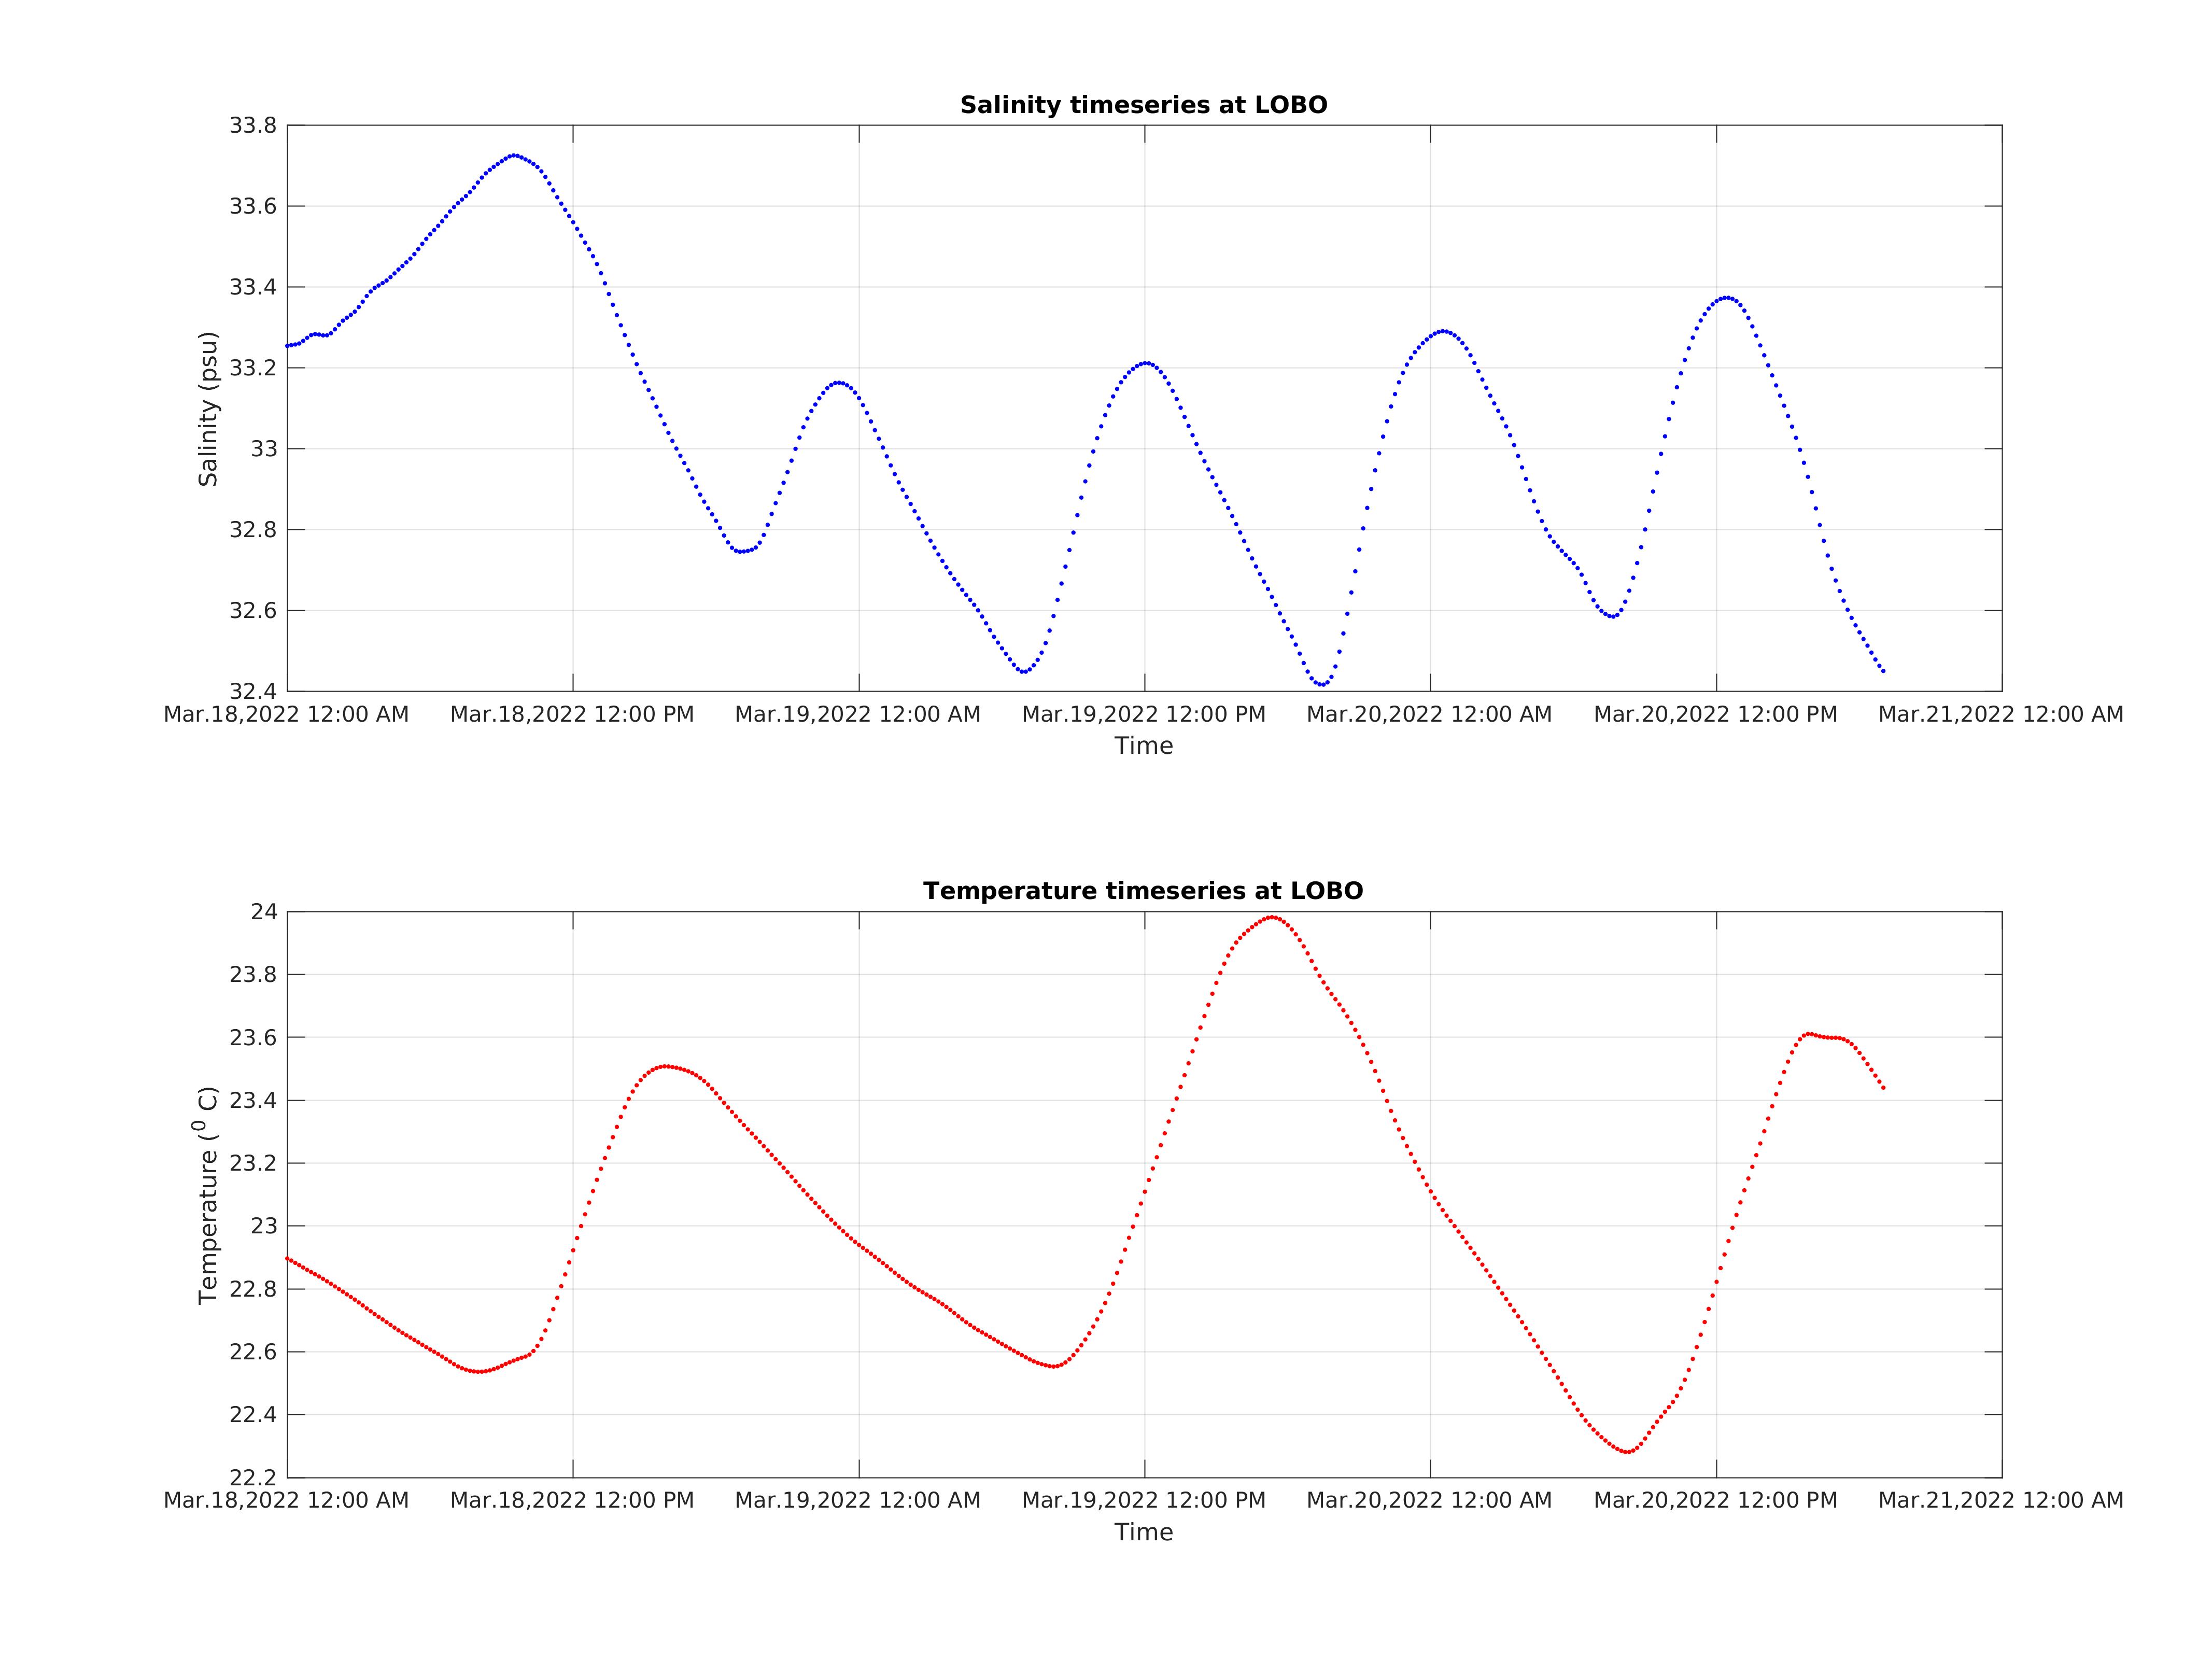 Salinity timeseries at LOBO
33.8
33.6
33.4
33.2
33
32.8
32.6
32.4
Salinity (psu)
Mar.18,2022 12:00 AM Mar.18,2022 12:00 PM Mar.19,2022 12:00 AM Mar.19,2022 12:00 PM Mar.20,2022 12:00 AM Mar.20,2022 12:00 PM Mar.21,2022 12:00 AM
Time
Temperature timeseries at LOBO
24
23.8
23.6
23.4
23.2
23
22.8
22.6
22.4
22.2
Temperature (⁰ C)
Mar.18,2022 12:00 AM Mar.18,2022 12:00 PM Mar.19,2022 12:00 AM Mar.19,2022 12:00 PM Mar.20,2022 12:00 AM Mar.20,2022 12:00 PM Mar.21,2022 12:00 AM
Time